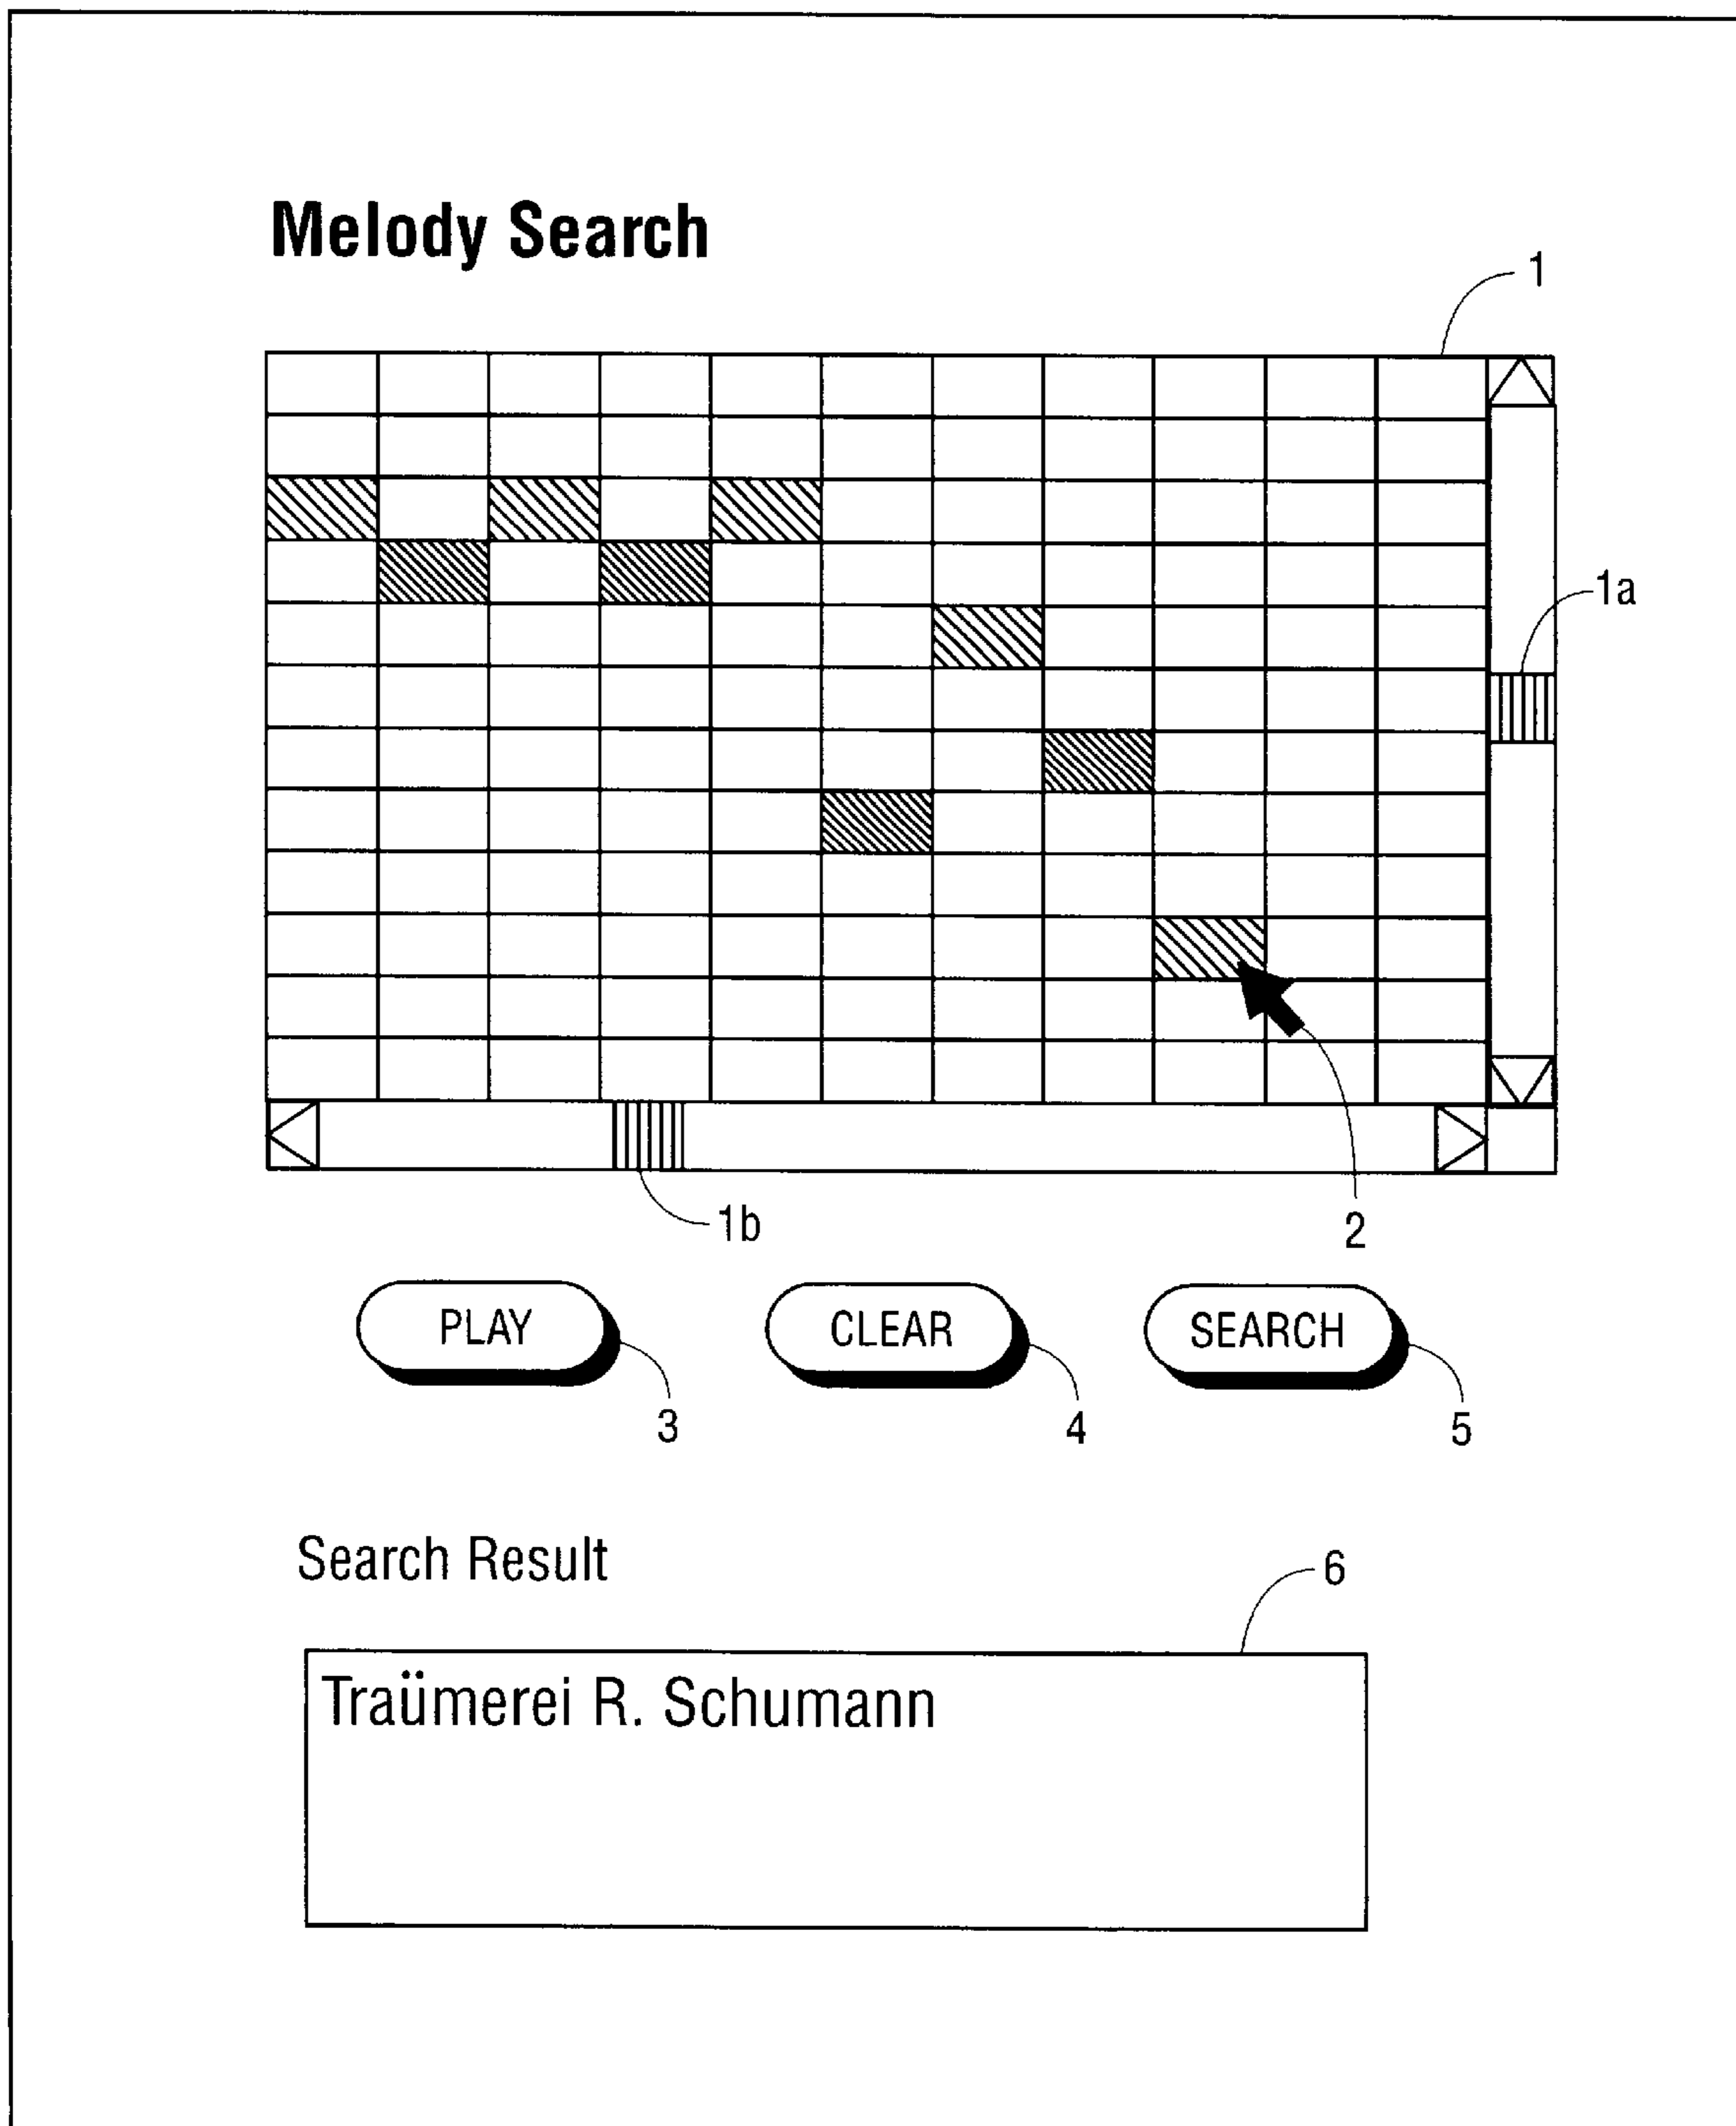 Melody Search
1
1a
1b
2
PLAY
CLEAR
SEARCH
3
4
5
Search Result
6
Traümerei R. Schumann